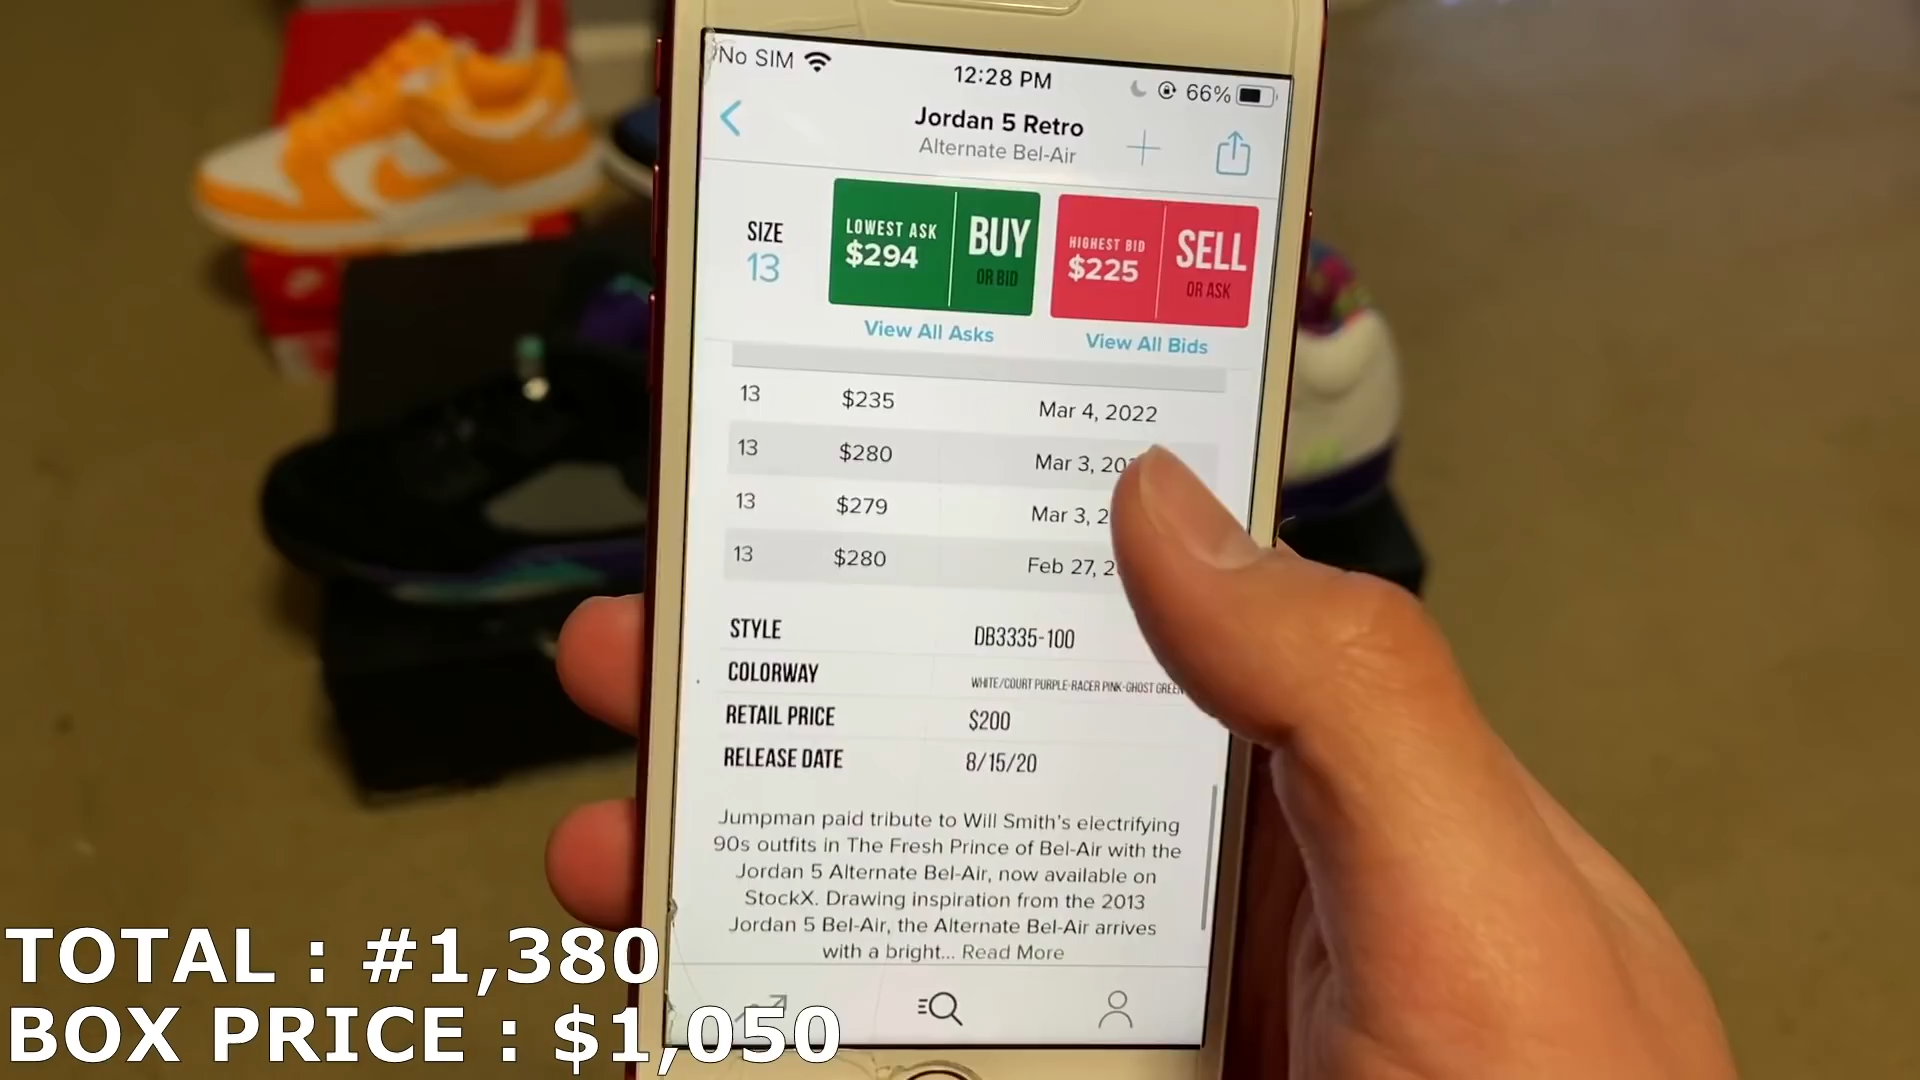 No SIM 12:28 PM 66%
Jordan 5 Retro
Alternate Bel-Air
SIZE
13
LOWEST ASK
$294
BUY
OR BID
HIGHEST BID
$225
SELL
OR ASK
View All Asks
View All Bids
13 $235 Mar 4, 2022
13 $280 Mar 3,
13 $279 Mar 3,
13 $280 Feb 27,
STYLE DB3335-100
COLORWAY WHITE/COURT PURPLE-RACER PINK-GHOST GREEN
RETAIL PRICE $200
RELEASE DATE 8/15/20
Jumpman paid tribute to Will Smith's electrifying
90s outfits in The Fresh Prince of Bel-Air with the
Jordan 5 Alternate Bel-Air, now available on
StockX. Drawing inspiration from the 2013
Jordan 5 Bel-Air, the Alternate Bel-Air arrives
with a bright... Read More
TOTAL : #1,380
BOX PRICE : $1,050